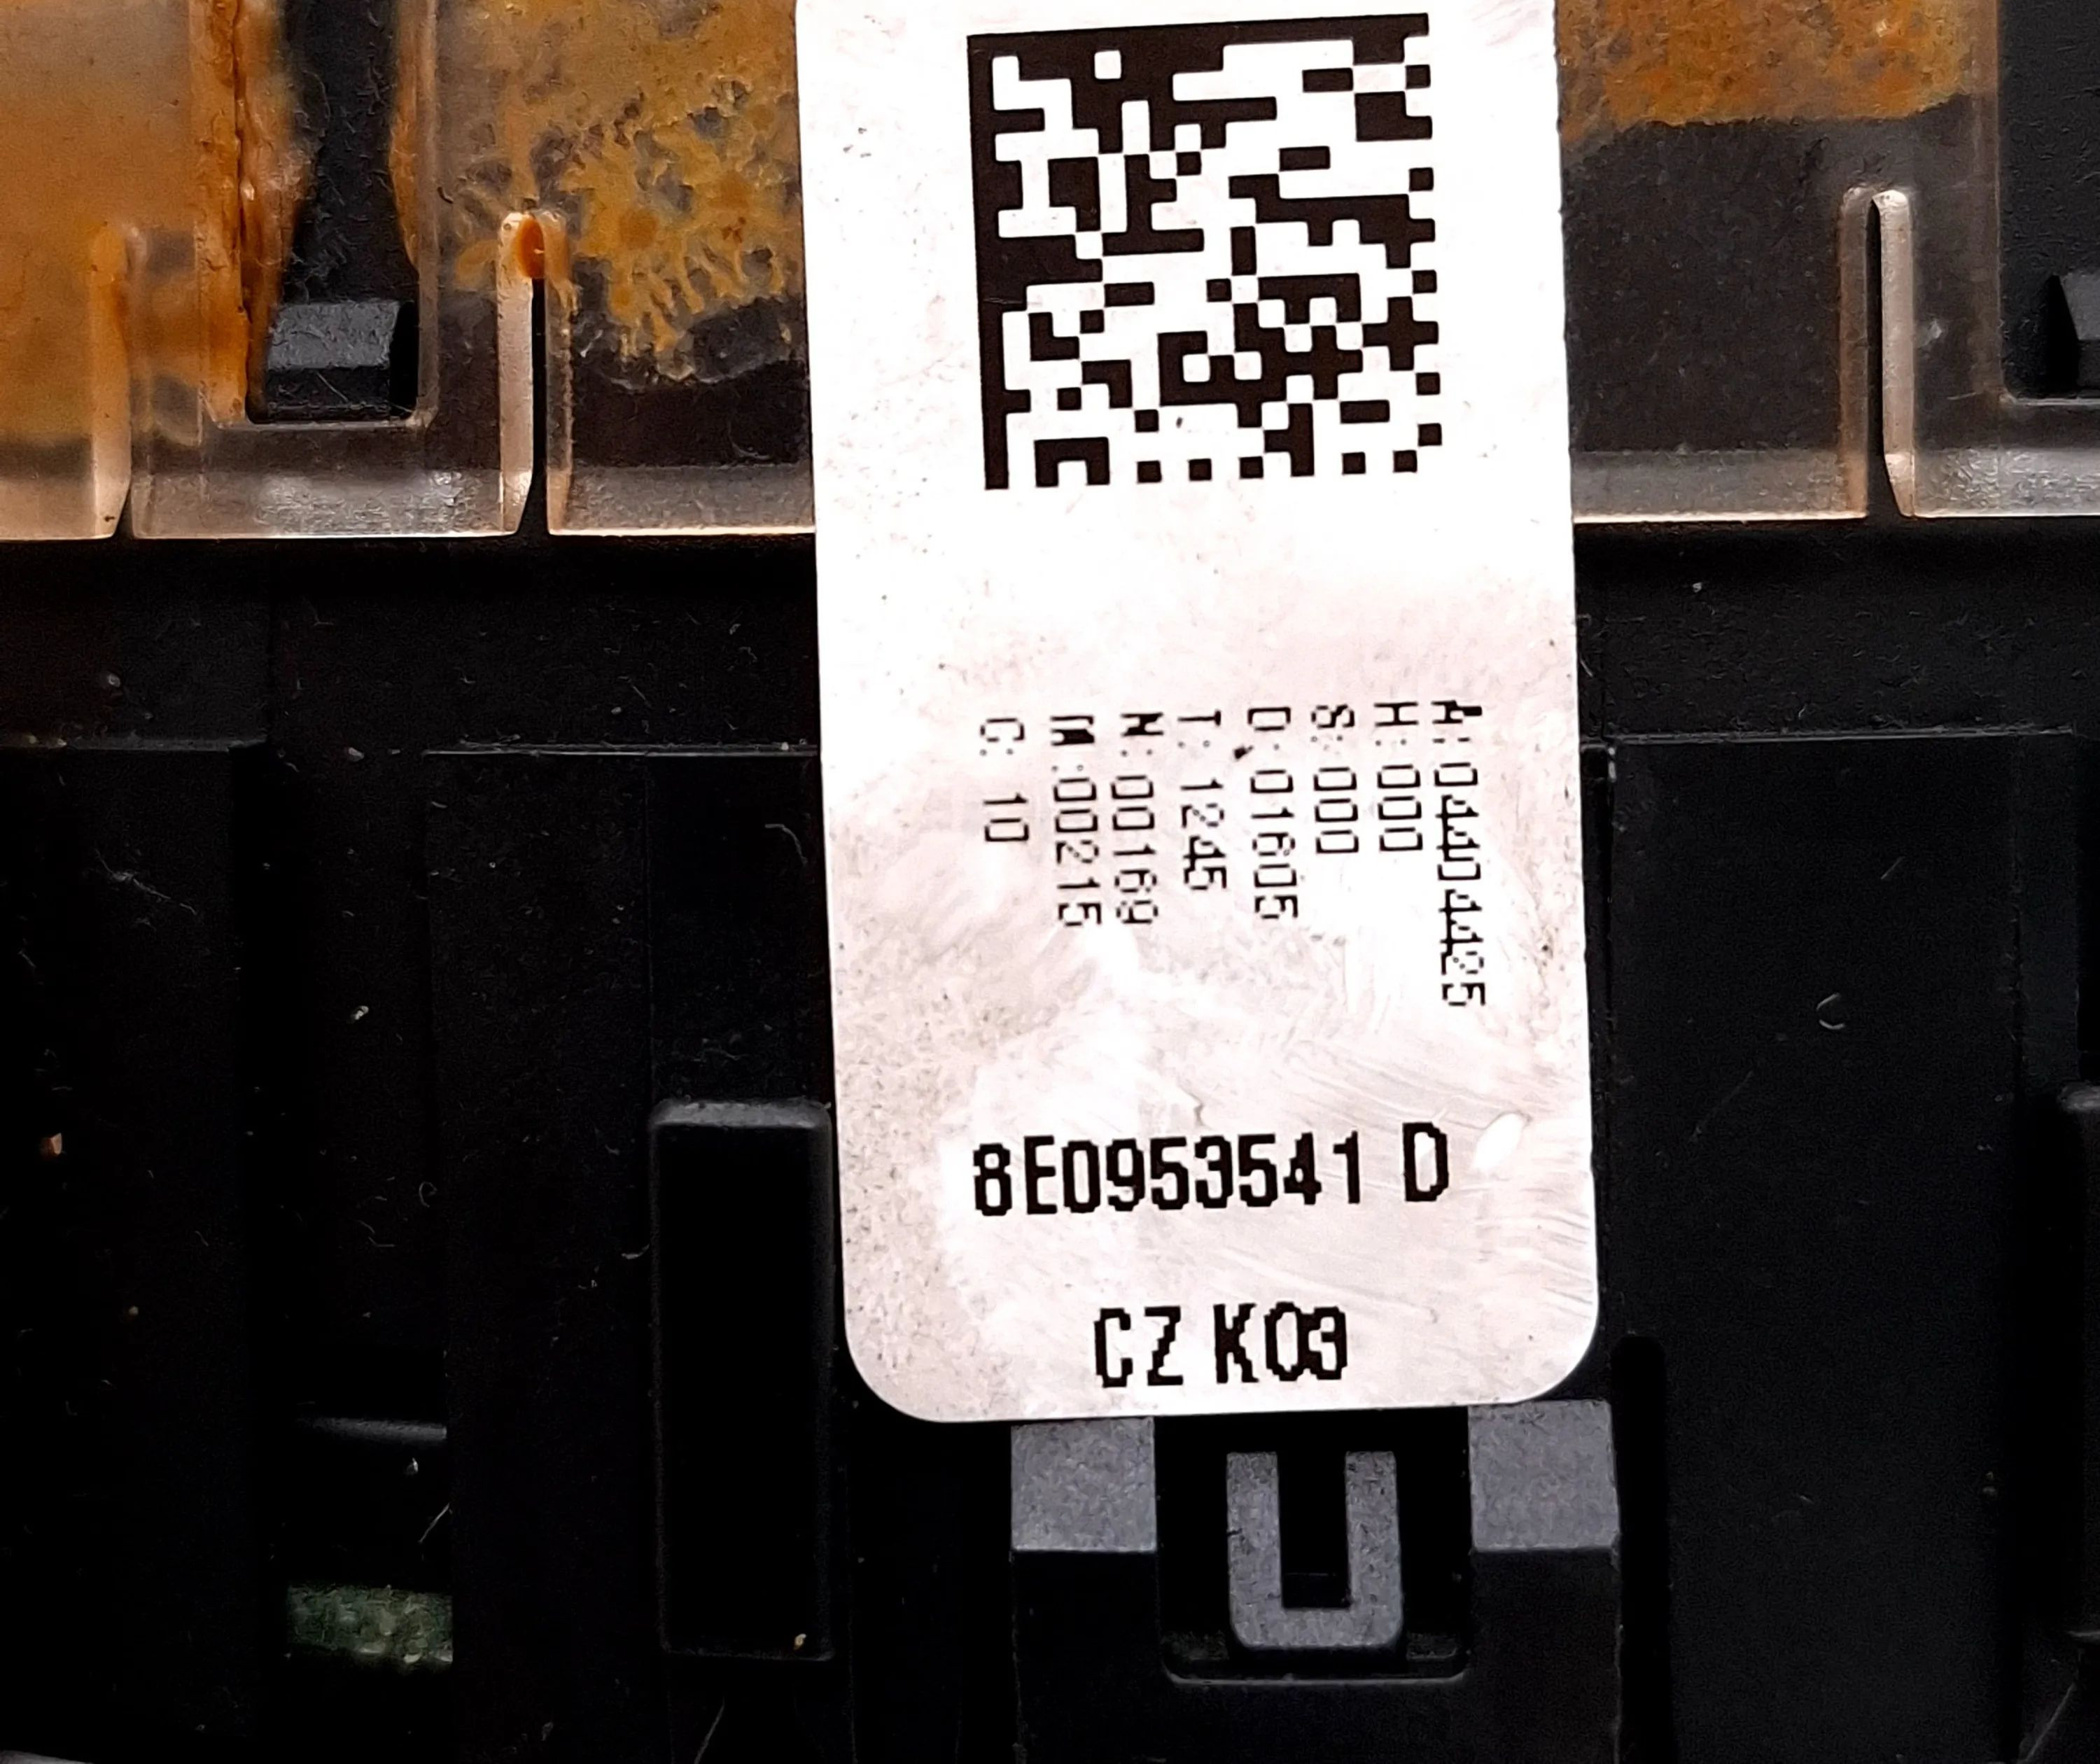 A:04404425
H:000
S:000
D:01605
T: 1245
N:00169
M:00215
C: 10
8E0953541 D
CZ K03